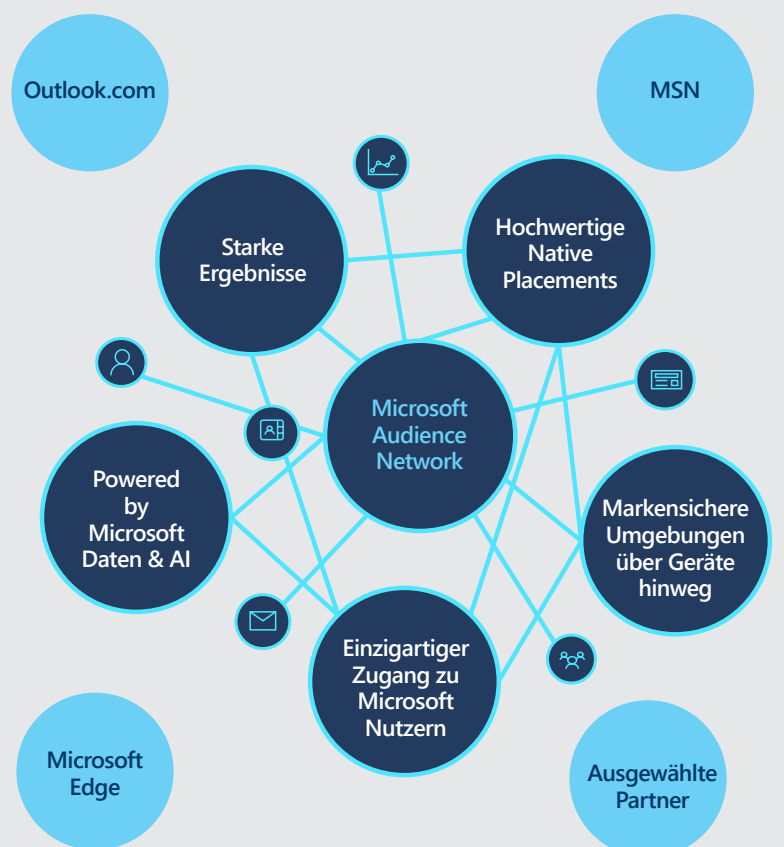 Outlook.com
MSN
Starke
Ergebnisse
Hochwertige
Native
Placements
Microsoft
Audience
Network
Powered
by
Microsoft
Daten & AI
Markensichere
Umgebungen
über Geräte
hinweg
Einzigartiger
Zugang zu
Microsoft
Nutzern
Microsoft
Edge
Ausgewählte
Partner